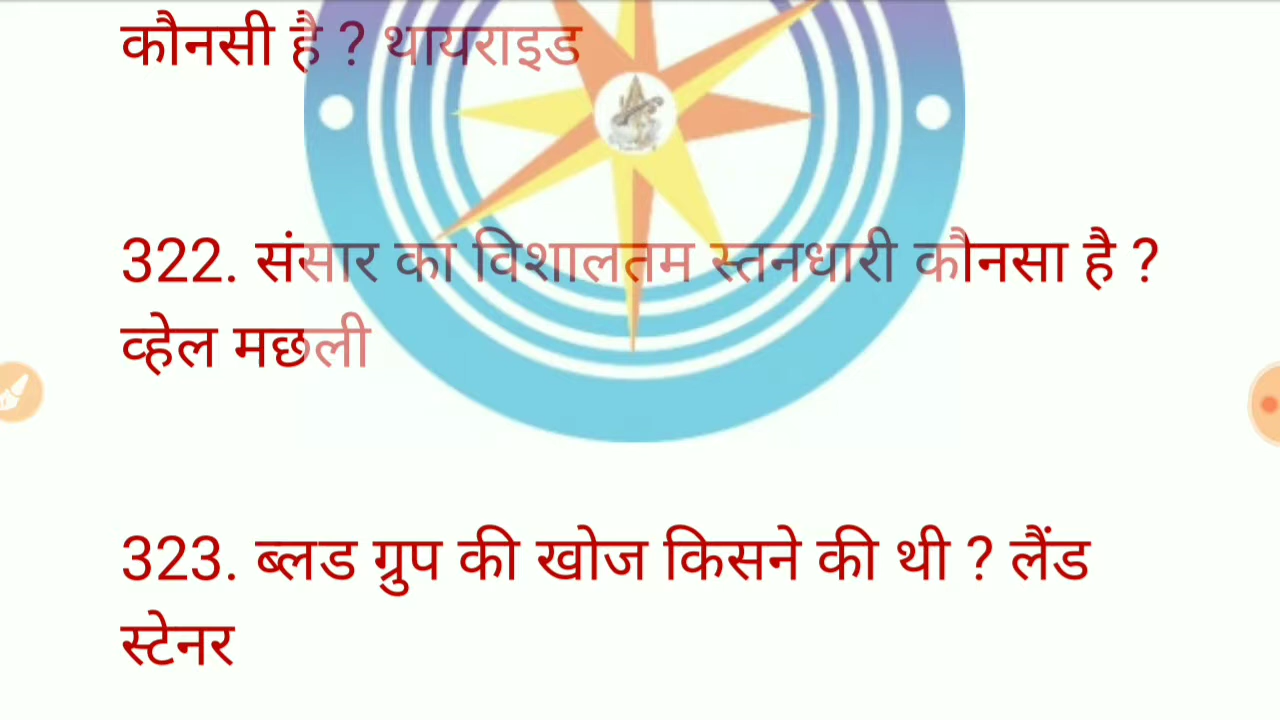 कौनसी है ? थायराइड
322. संसार का विशालतम स्तनधारी कौनसा है ?
व्हेल मछली
323. ब्लड ग्रुप की खोज किसने की थी ? लैंड
स्टेनर